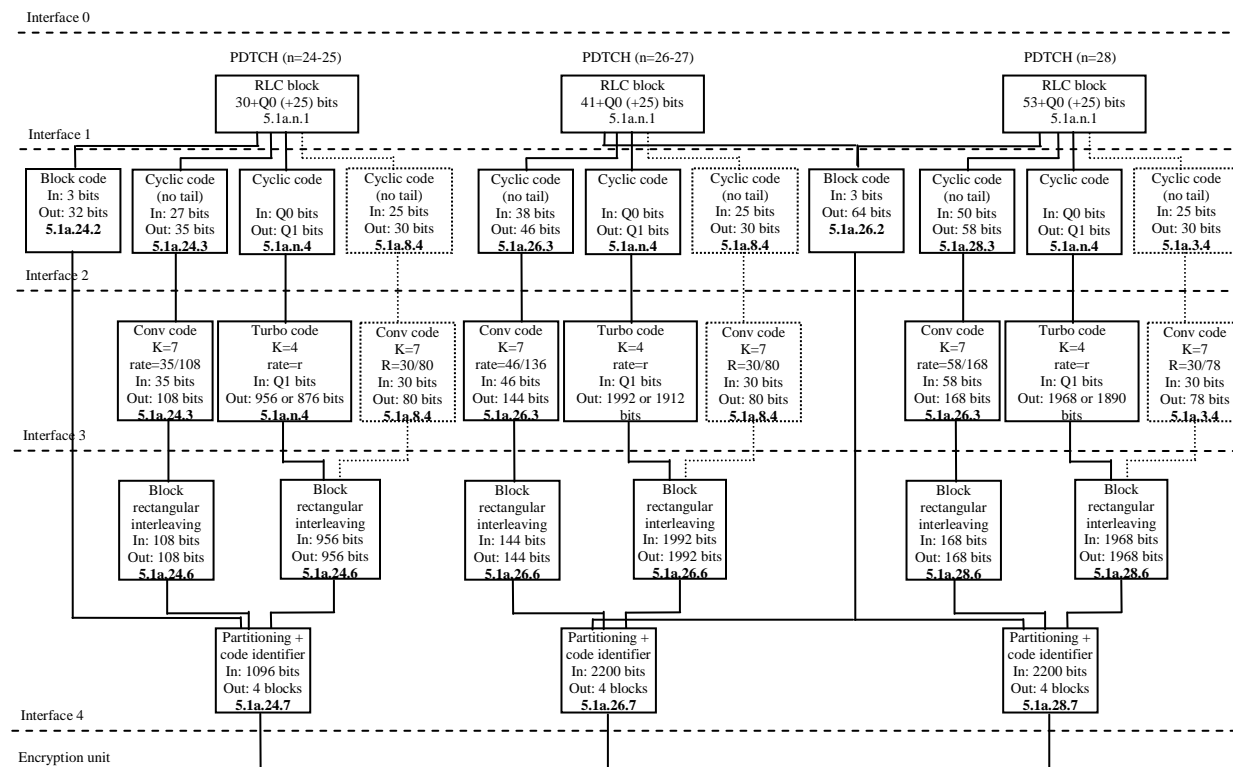 Interface 0
PDTCH (n=24-25)
PDTCH (n=26-27)
PDTCH (n=28)
RLC block
30+Q0 (+25) bits
5.1a.n.1
RLC block
41+Q0 (+25) bits
5.1a.n.1
RLC block
53+Q0 (+25) bits
5.1a.n.1
Interface 1
Block code
In: 3 bits
Out: 32 bits
5.1a.24.2
Cyclic code
(no tail)
In: 27 bits
Out: 35 bits
5.1a.24.3
Cyclic code
In: Q0 bits
Out: Q1 bits
5.1a.n.4
Cyclic code
(no tail)
In: 25 bits
Out: 30 bits
5.1a.8.4
Cyclic code
(no tail)
In: 38 bits
Out: 46 bits
5.1a.26.3
Cyclic code
In: Q0 bits
Out: Q1 bits
5.1a.n.4
Cyclic code
(no tail)
In: 25 bits
Out: 30 bits
5.1a.8.4
Block code
In: 3 bits
Out: 64 bits
5.1a.26.2
Cyclic code
(no tail)
In: 50 bits
Out: 58 bits
5.1a.28.3
Cyclic code
In: Q0 bits
Out: Q1 bits
5.1a.n.4
Cyclic code
(no tail)
In: 25 bits
Out: 30 bits
5.1a.3.4
Interface 2
Conv code
K=7
rate=35/108
In: 35 bits
Out: 108 bits
5.1a.24.3
Turbo code
K=4
rate=r
In: Q1 bits
Out: 956 or 876 bits
5.1a.n.4
Conv code
K=7
R=30/80
In: 30 bits
Out: 80 bits
5.1a.8.4
Conv code
K=7
rate=46/136
In: 46 bits
Out: 144 bits
5.1a.26.3
Turbo code
K=4
rate=r
In: Q1 bits
Out: 1992 or 1912
bits
Conv code
K=7
R=30/80
In: 30 bits
Out: 80 bits
5.1a.8.4
Conv code
K=7
rate=58/168
In: 58 bits
Out: 168 bits
5.1a.26.3
Turbo code
K=4
rate=r
In: Q1 bits
Out: 1968 or 1890
bits
Conv code
K=7
R=30/78
In: 30 bits
Out: 78 bits
5.1a.3.4
Interface 3
Block
rectangular
interleaving
In: 108 bits
Out: 108 bits
5.1a.24.6
Block
rectangular
interleaving
In: 956 bits
Out: 956 bits
5.1a.24.6
Block
rectangular
interleaving
In: 144 bits
Out: 144 bits
5.1a.26.6
Block
rectangular
interleaving
In: 1992 bits
Out: 1992 bits
5.1a.26.6
Block
rectangular
interleaving
In: 168 bits
Out: 168 bits
5.1a.28.6
Block
rectangular
interleaving
In: 1968 bits
Out: 1968 bits
5.1a.28.6
Partitioning +
code identifier
In: 1096 bits
Out: 4 blocks
5.1a.24.7
Partitioning +
code identifier
In: 2200 bits
Out: 4 blocks
5.1a.26.7
Partitioning +
code identifier
In: 2200 bits
Out: 4 blocks
5.1a.28.7
Interface 4
Encryption unit